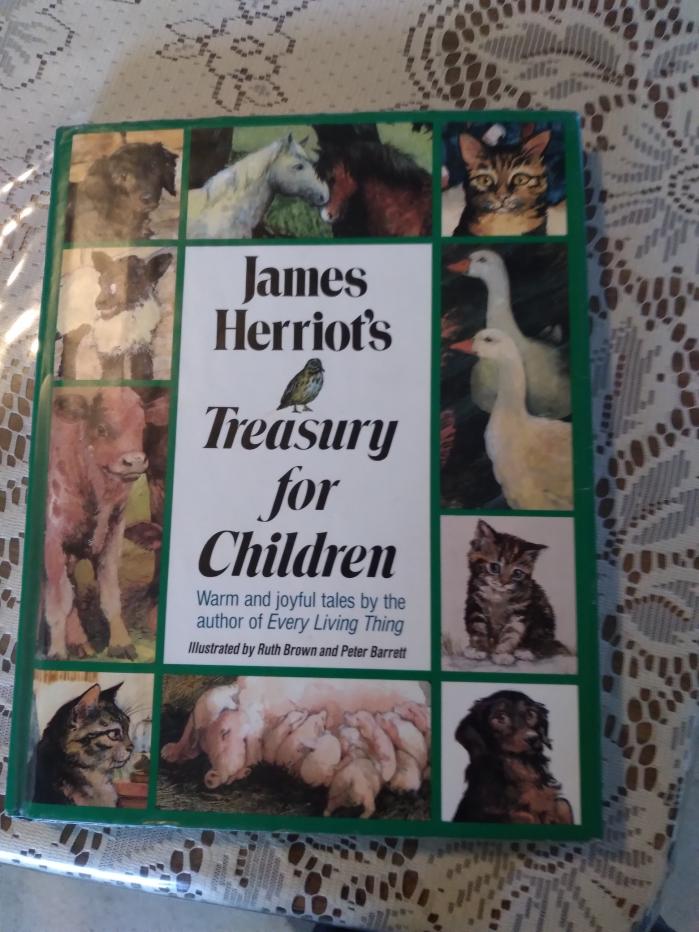 James
Herriot's
Treasury
for
Children
Warm and joyful tales by the
author of Every Living Thing
Illustrated by Ruth Brown and Peter Barrett